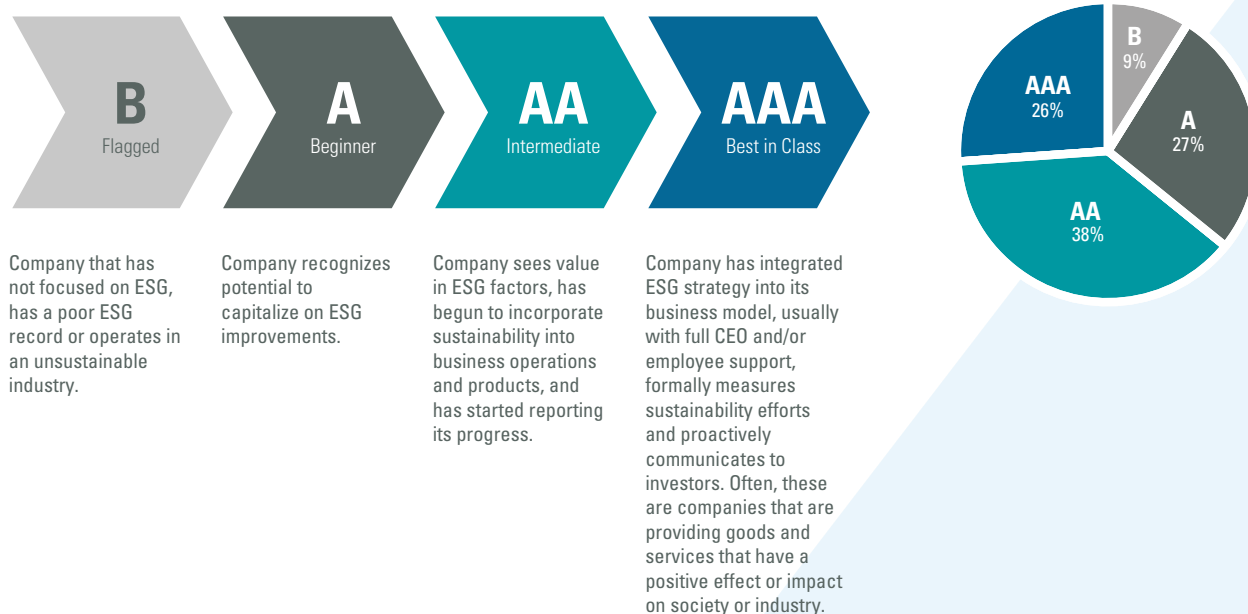 B
Flagged
A
Beginner
AA
Intermediate
AAA
Best in Class
Company that has
not focused on ESG,
has a poor ESG
record or operates in
an unsustainable
industry.
Company recognizes
potential to
capitalize on ESG
improvements.
Company sees value
in ESG factors, has
begun to incorporate
sustainability into
business operations
and products, and
has started reporting
its progress.
Company has integrated
ESG strategy into its
business model, usually
with full CEO and/or
employee support,
formally measures
sustainability efforts
and proactively
communicates to
investors. Often, these
are companies that are
providing goods and
services that have a
positive effect or impact
on society or industry.
B
9%
A
27%
AA
38%
AAA
26%